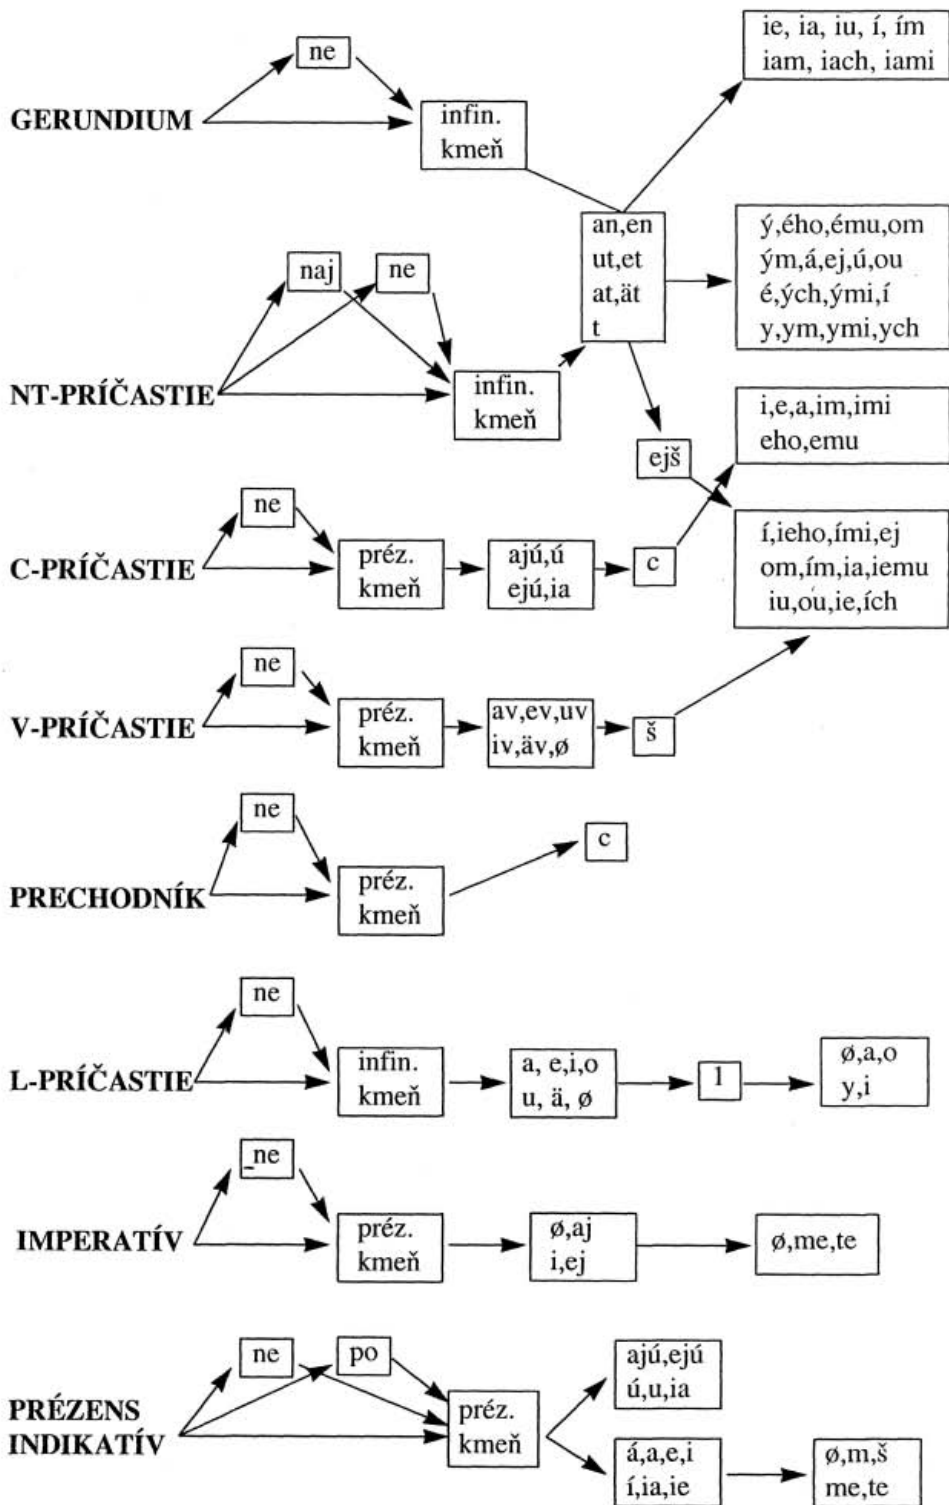 ie, ia, iu, í, ím
iam, iach, iami
ne
GERUNDIUM
infin.
kmeň
an,en
ut,et
at,ät
t
ý,ého,ému,om
ým,á,ej,ú,ou
é,ých,ými,í
y,ym,ymi,ych
naj
ne
NT-PRÍČASTIE
infin.
kmeň
i,e,a,im,imi
eho,emu
ejš
ne
C-PRÍČASTIE
préz.
kmeň
ajú,ú
ejú,ia
c
í,ieho,ími,ej
om,ím,ia,iemu
iu,ou,ie,ích
ne
V-PRÍČASTIE
préz.
kmeň
av,ev,uv
iv,äv,ø
š
ne
PRECHODNÍK
préz.
kmeň
c
ne
L-PRÍČASTIE
infin.
kmeň
a, e,i,o
u, ä, ø
l
ø,a,o
y,i
ne
IMPERATÍV
préz.
kmeň
ø,aj
i,ej
ø,me,te
ne
po
PRÉZENS
INDIKATÍV
préz.
kmeň
ajú,ejú
ú,u,ia
á,a,e,i
í,ia,ie
ø,m,š
me,te